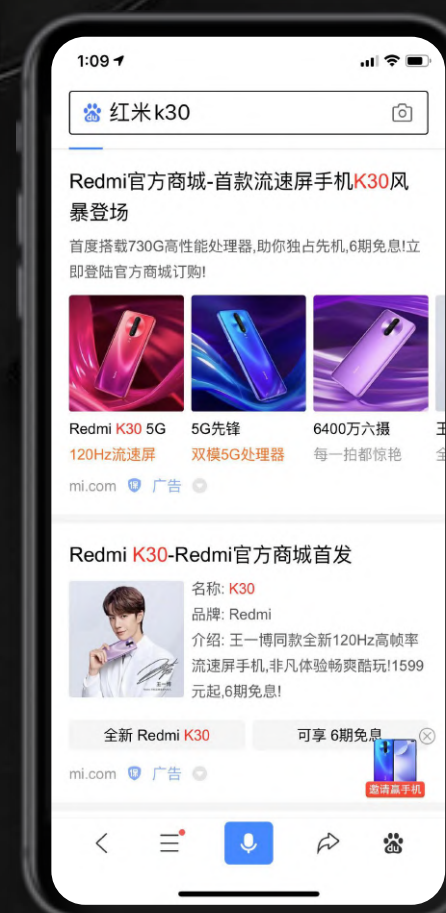 1:09
du 红米k30
Redmi官方商城-首款流速屏手机K30风
暴登场
首度搭载730G高性能处理器,助你独占先机,6期免息!立
即登陆官方商城订购!
Redmi K30 5G 5G先锋 6400万六摄
120Hz流速屏 双模5G处理器 每一拍都惊艳
mi.com 保 广告
Redmi K30-Redmi官方商城首发
名称: K30
品牌: Redmi
介绍: 王一博同款全新120Hz高帧率
流速屏手机,非凡体验畅爽酷玩!1599
元起,6期免息!
王一博
全新 Redmi K30 可享 6期免息
邀请赢手机
mi.com 保 广告
du